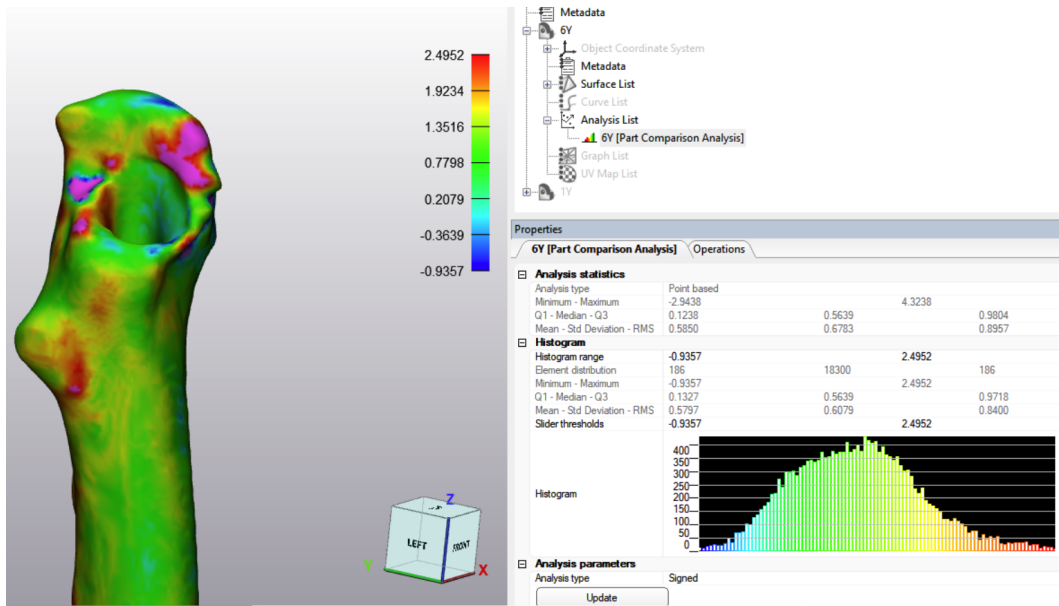 2.4952
1.9234
1.3516
0.7798
0.2079
-0.3639
-0.9357
LEFT
FRONT
Z
Y
X
Metadata
6Y
Object Coordinate System
Metadata
Surface List
Curve List
Analysis List
6Y [Part Comparison Analysis]
Graph List
UV Map List
1Y
Properties
6Y [Part Comparison Analysis] Operations
Analysis statistics
Analysis type Point based
Minimum - Maximum -2.9438 4.3238
Q1 - Median - Q3 0.1238 0.5639 0.9804
Mean - Std Deviation - RMS 0.5850 0.6783 0.8957
Histogram
Histogram range -0.9357 2.4952
Element distribution 186 18300 186
Minimum - Maximum -0.9357 2.4952
Q1 - Median - Q3 0.1327 0.5639 0.9718
Mean - Std Deviation - RMS 0.5797 0.6079 0.8400
Slider thresholds -0.9357 2.4952
Histogram
400
350
300
250
200
150
100
50
0
Analysis parameters
Analysis type Signed
Update